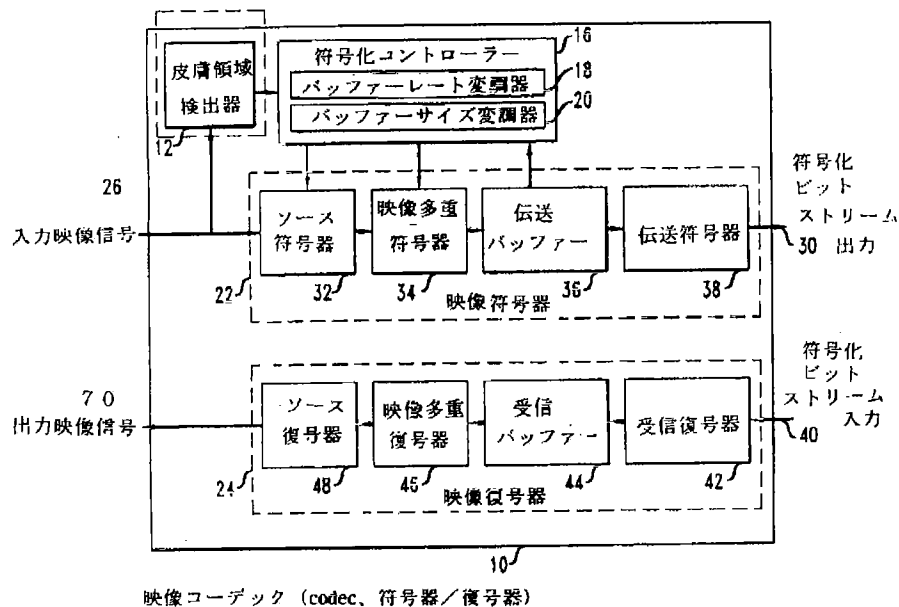 符号化コントローラー
16
バッファーレート変調器
18
バッファーサイズ変調器
20
皮膚領域
検出器
12
26
入力映像信号
ソース
符号器
32
映像多重
符号器
34
伝送
バッファー
36
伝送符号器
38
22
映像符号器
符号化
ビット
ストリーム
30 出力
70
出力映像信号
ソース
復号器
48
映像多重
復号器
46
受信
バッファー
44
受信復号器
42
24
映像復号器
符号化
ビット
ストリーム
入力
40
10
映像コーデック (codec、符号器/復号器)